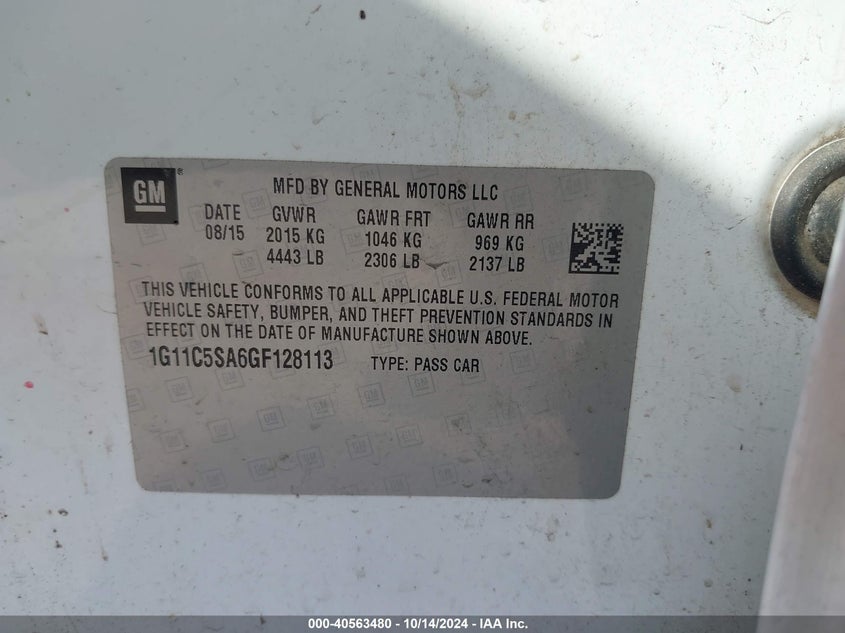 GM®
MFD BY GENERAL MOTORS LLC
DATE GVWR GAWR FRT GAWR RR
08/15 2015 KG 1046 KG 969 KG
4443 LB 2306 LB 2137 LB
THIS VEHICLE CONFORMS TO ALL APPLICABLE U.S. FEDERAL MOTOR
VEHICLE SAFETY, BUMPER, AND THEFT PREVENTION STANDARDS IN
EFFECT ON THE DATE OF MANUFACTURE SHOWN ABOVE.
1G11C5SA6GF128113 TYPE: PASS CAR
000-40563480 - 10/14/2024 - IAA Inc.